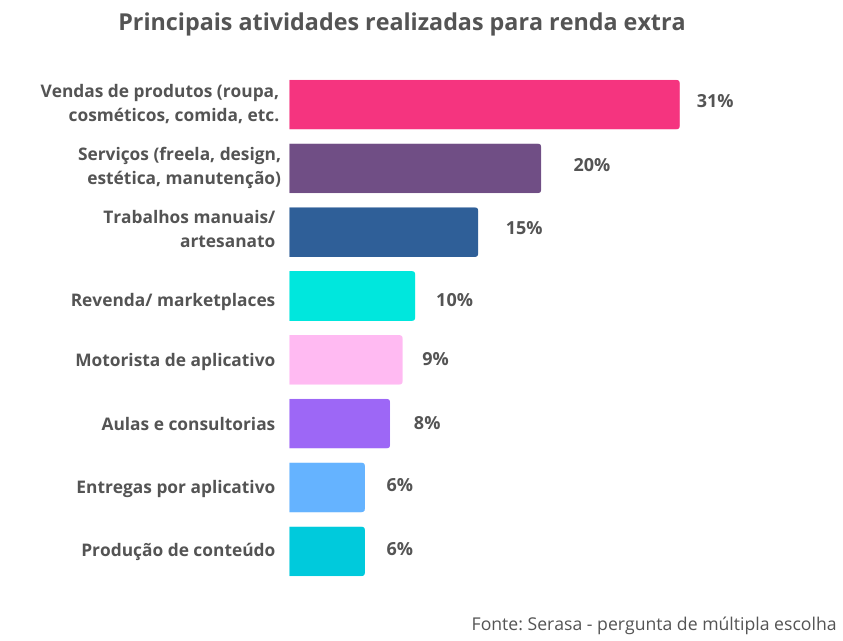 Principais atividades realizadas para renda extra
Vendas de produtos (roupa,
cosméticos, comida, etc.
31%
Serviços (freela, design,
estética, manutenção)
20%
Trabalhos manuais/
artesanato
15%
Revenda/ marketplaces
10%
Motorista de aplicativo
9%
Aulas e consultorias
8%
Entregas por aplicativo
6%
Produção de conteúdo
6%
Fonte: Serasa - pergunta de múltipla escolha